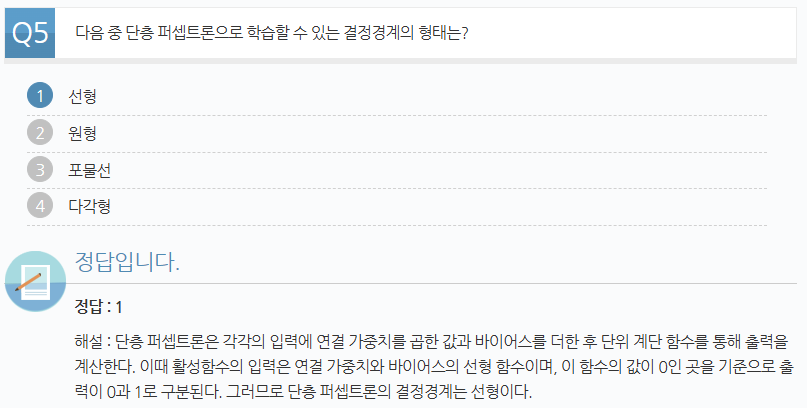 Q5 다음 중 단층 퍼셉트론으로 학습할 수 있는 결정경계의 형태는?
1 선형
2 원형
3 포물선
4 다각형
정답입니다.
정답 : 1
해설 : 단층 퍼셉트론은 각각의 입력에 연결 가중치를 곱한 값과 바이어스를 더한 후 단위 계단 함수를 통해 출력을
계산한다. 이때 활성함수의 입력은 연결 가중치와 바이어스의 선형 함수이며, 이 함수의 값이 0인 곳을 기준으로 출
력이 0과 1로 구분된다. 그러므로 단층 퍼셉트론의 결정경계는 선형이다.